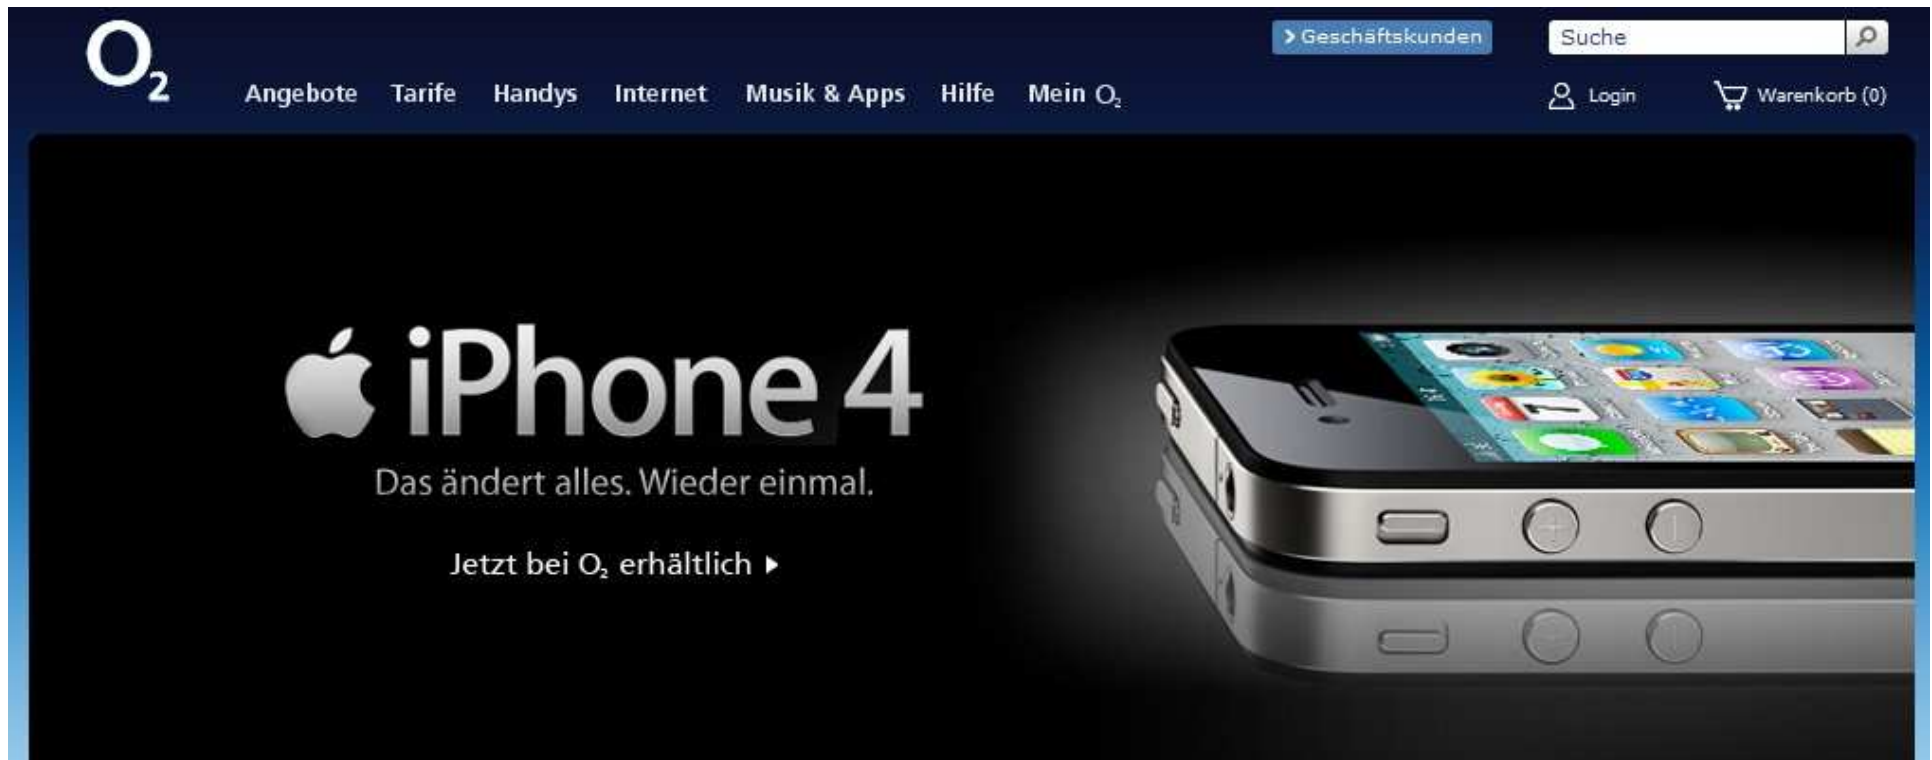 O₂
Geschäftskunden
Suche
Angebote Tarife Handys Internet Musik & Apps Hilfe Mein O₂
Login Warenkorb (0)
iPhone 4
Das ändert alles. Wieder einmal.
Jetzt bei O₂ erhältlich
7